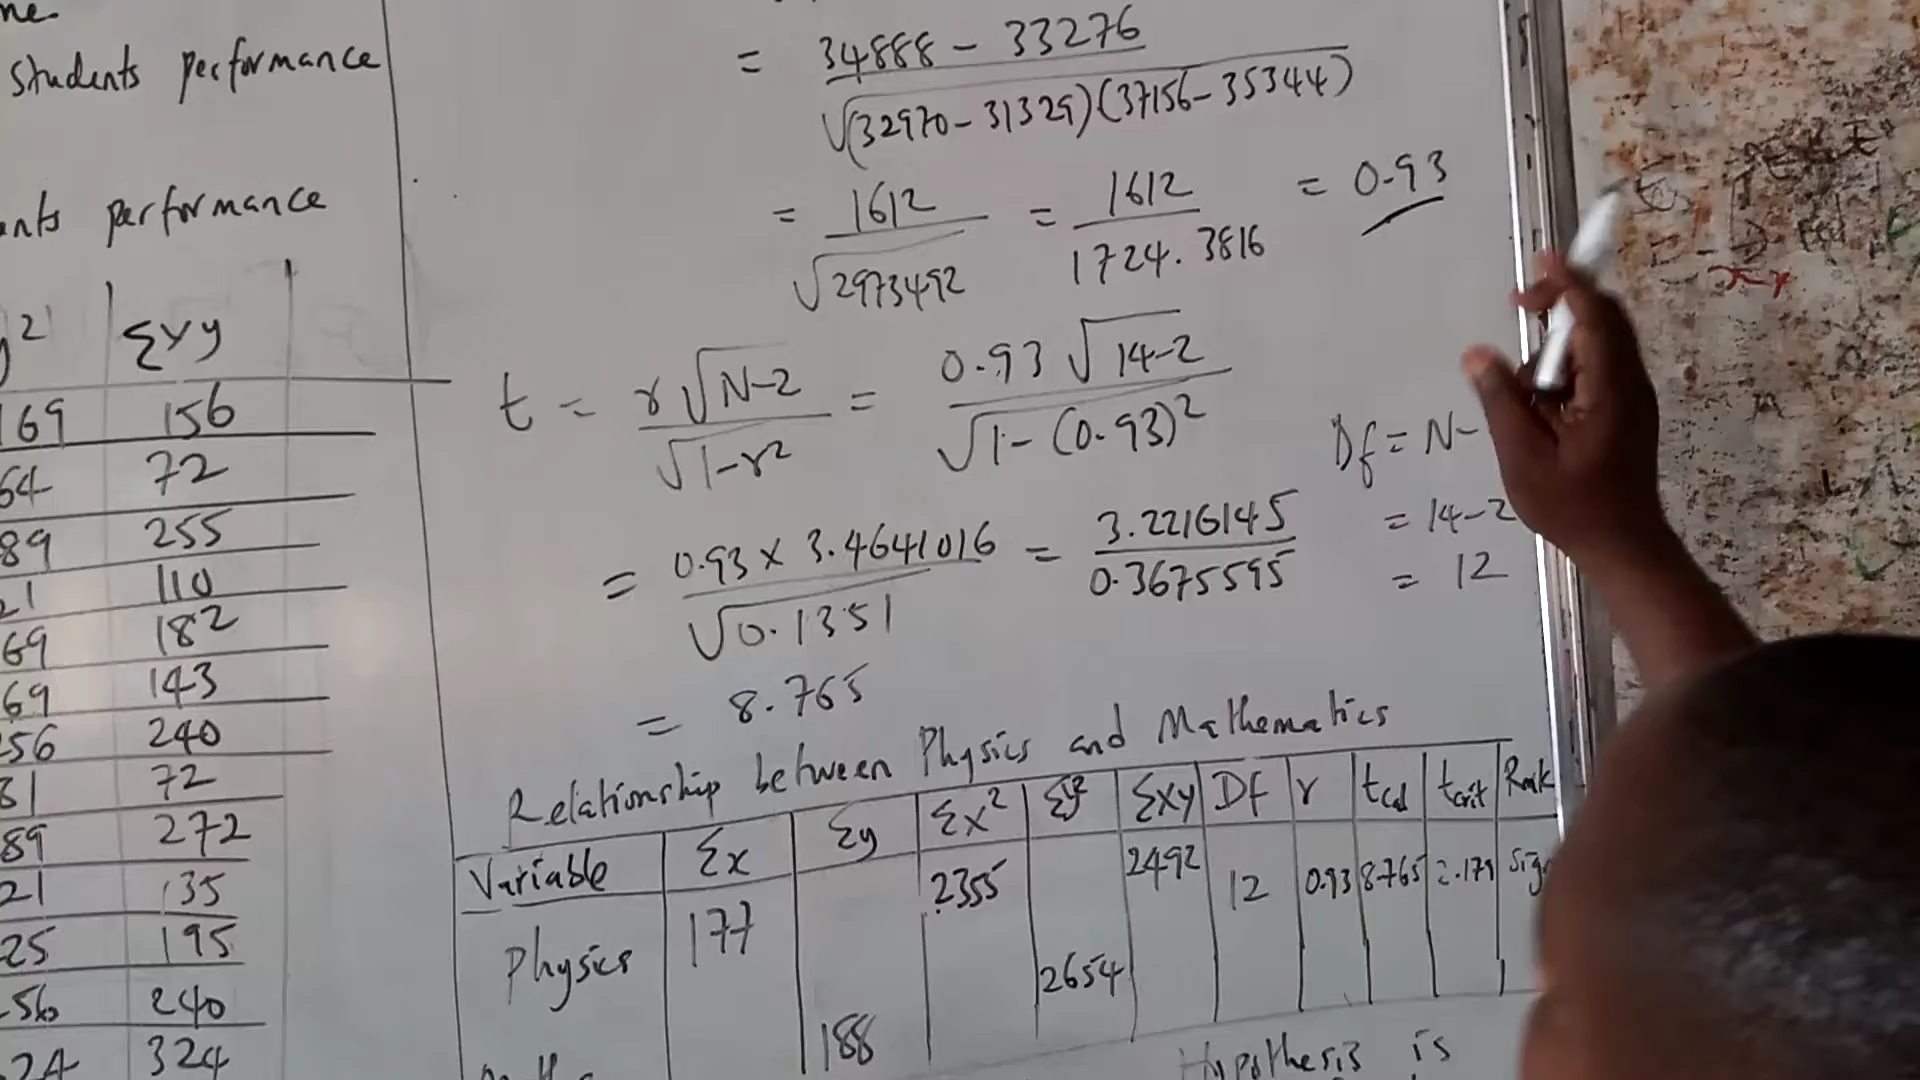 students performance
performance
Σxy
169 156
64 72
89 255
21 110
69 182
69 143
56 240
81 72
89 272
21 135
25 195
56 240
24 324
= 34888 - 33276
√(32970 - 31329)(37156 - 35344)
= 1612 = 1612 = 0.93
√2973492 1724.3816
t = r√N-2 = 0.93 √14-2
√1-r² √1-(0.93)²
Df = N-
= 14-2
= 12
= 0.93 x 3.4641016 = 3.2216145
√0.1351 0.3675595
= 8.765
Relationship between Physics and Mathematics
Variable Σx Σy Σx² Σy² Σxy Df r tcal tcrit
Physics 177 2355 2492 12 0.93 8.765 2.179
2654
188
Hypothesis is